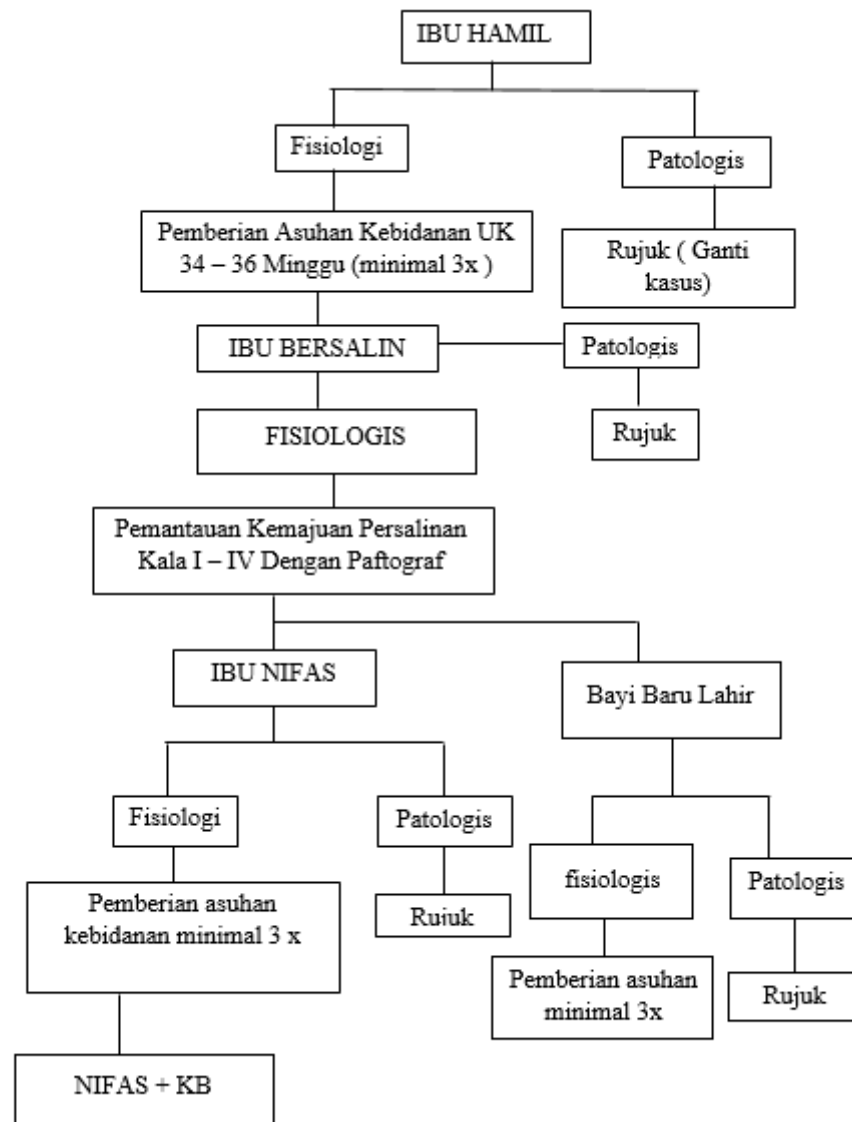 IBU HAMIL
Fisiologi
Patologis
Pemberian Asuhan Kebidanan UK
34 – 36 Minggu (minimal 3x )
Rujuk ( Ganti
kasus)
IBU BERSALIN
Patologis
FISIOLOGIS
Rujuk
Pemantauan Kemajuan Persalinan
Kala I – IV Dengan Paftograf
IBU NIFAS
Bayi Baru Lahir
Fisiologi
Patologis
fisiologis
Patologis
Pemberian asuhan
kebidanan minimal 3 x
Rujuk
Pemberian asuhan
minimal 3x
Rujuk
NIFAS + KB